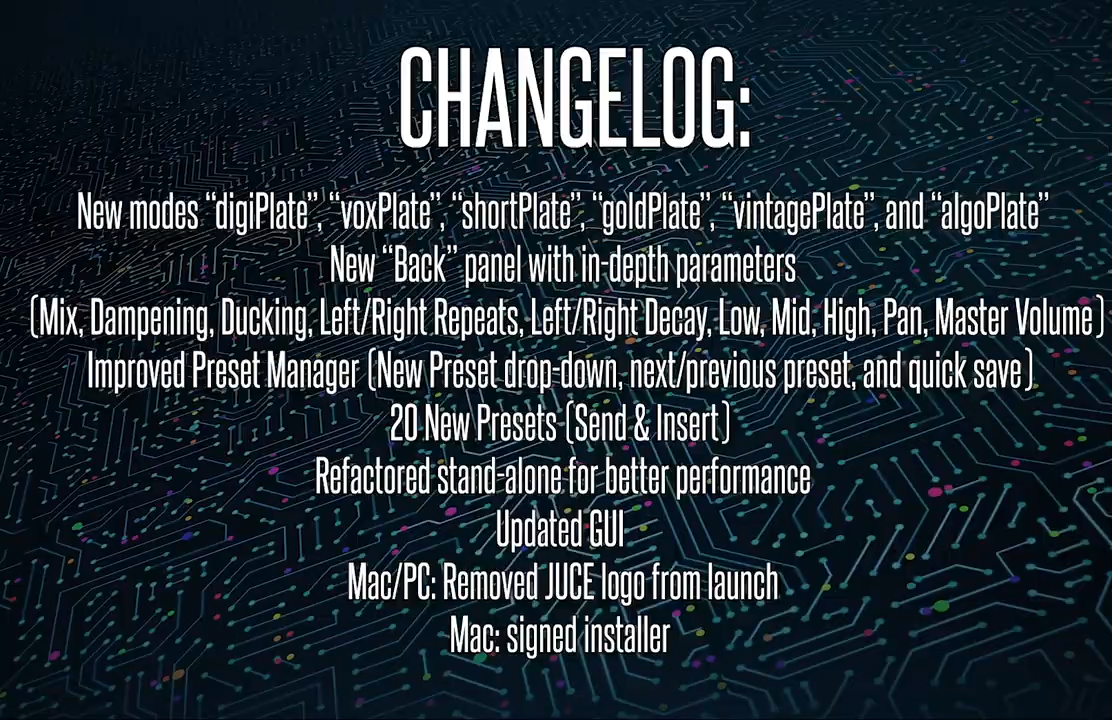 CHANGELOG:
New modes “digiPlate”, “voxPlate”, “shortPlate”, “goldPlate”, “vintagePlate”, and “algoPlate”
New “Back” panel with in-depth parameters
(Mix, Dampening, Ducking, Left/Right Repeats, Left/Right Decay, Low, Mid, High, Pan, Master Volume)
Improved Preset Manager (New Preset drop-down, next/previous preset, and quick save)
20 New Presets (Send & Insert)
Refactored stand-alone for better performance
Updated GUI
Mac/PC: Removed JUCE logo from launch
Mac: signed installer